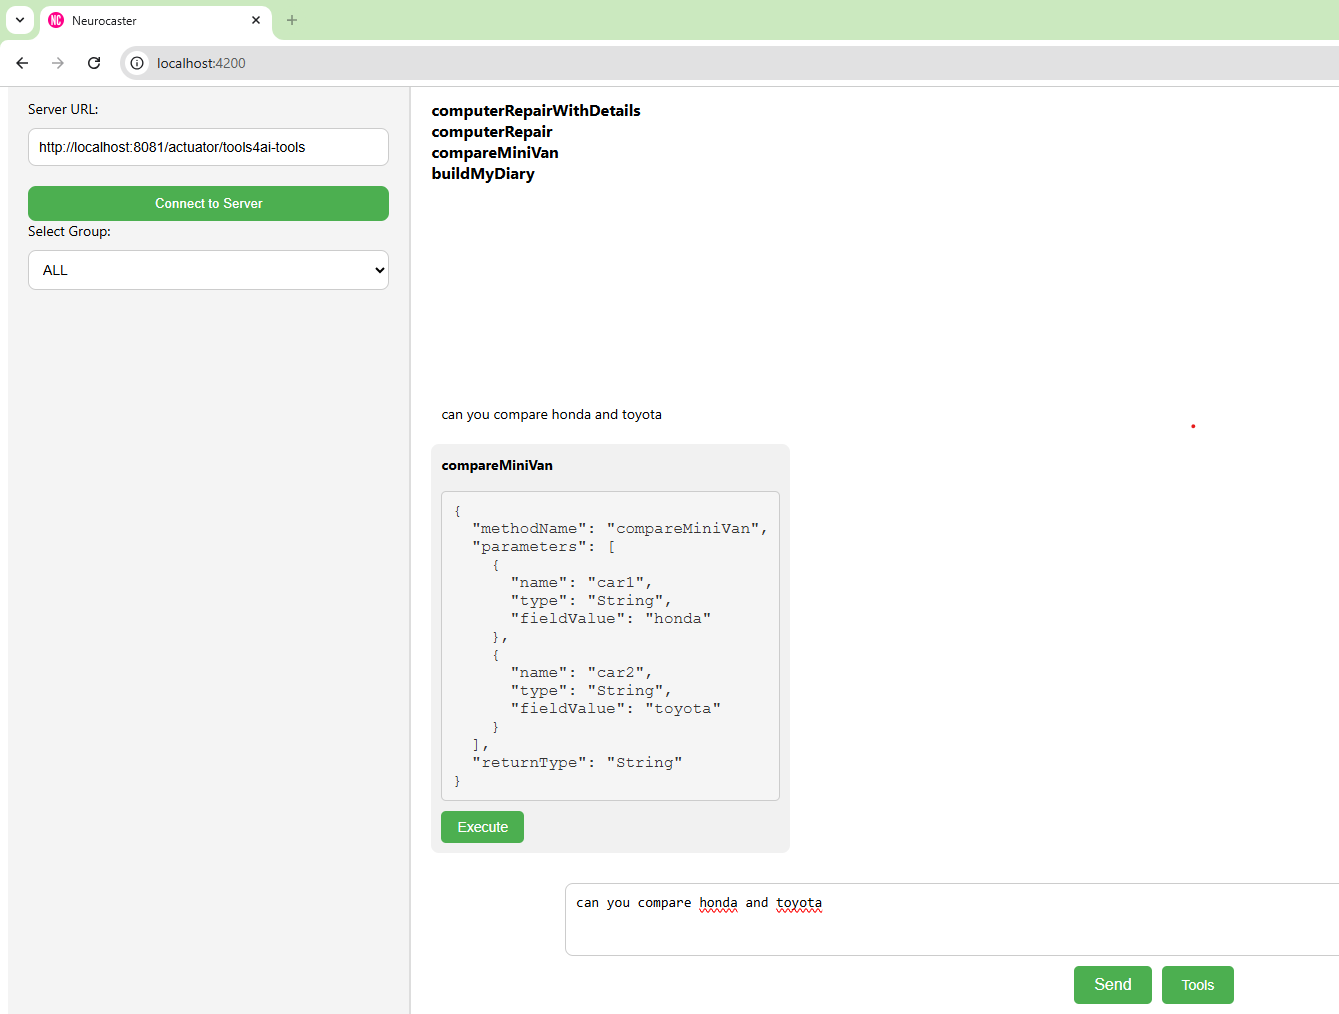 NC Neurocaster
localhost:4200
Server URL:
http://localhost:8081/actuator/tools4ai-tools
Connect to Server
Select Group:
ALL
computerRepairWithDetails
computerRepair
compareMiniVan
buildMyDiary
can you compare honda and toyota
compareMiniVan
{
  "methodName": "compareMiniVan",
  "parameters": [
    {
      "name": "car1",
      "type": "String",
      "fieldValue": "honda"
    },
    {
      "name": "car2",
      "type": "String",
      "fieldValue": "toyota"
    }
  ],
  "returnType": "String"
}
Execute
can you compare honda and toyota
Send Tools